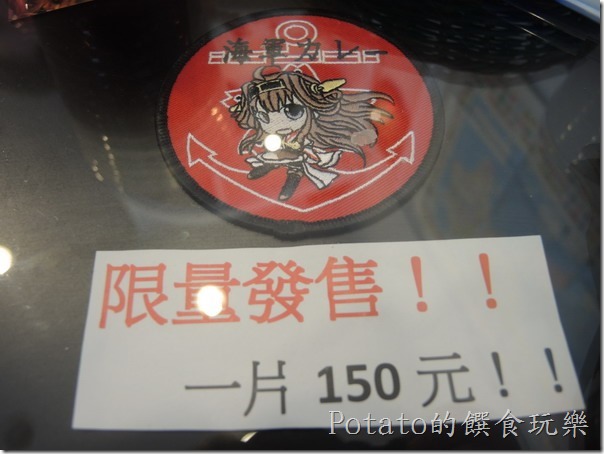 海軍カレー
限量發售！！
一片 150 元！！
Potato的饌食玩樂